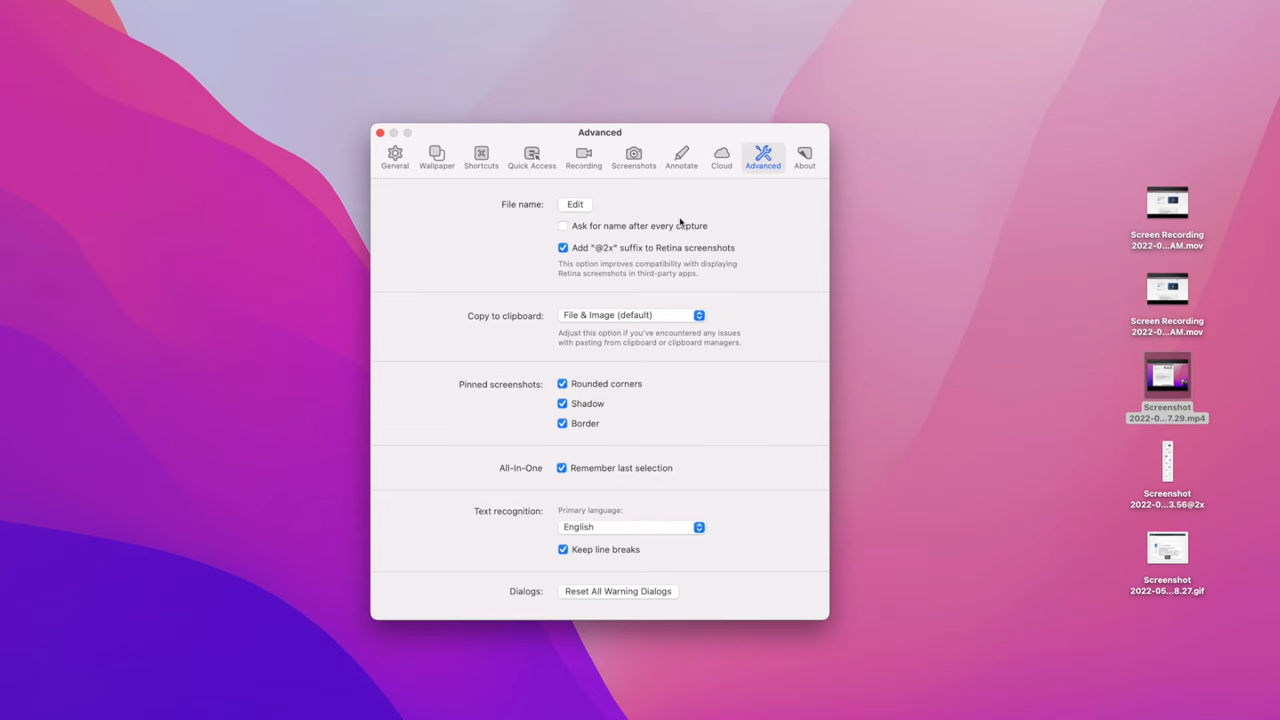 Advanced
General Wallpaper Shortcuts Quick Access Recording Screenshots Annotate Cloud Advanced About
File name: Edit
Ask for name after every capture
Add "@2x" suffix to Retina screenshots
This option improves compatibility with displaying
Retina screenshots in third-party apps.
Copy to clipboard: File & Image (default)
Adjust this option if you've encountered any issues
with pasting from clipboard or clipboard managers.
Pinned screenshots: Rounded corners
Shadow
Border
All-In-One Remember last selection
Text recognition: Primary language:
English
Keep line breaks
Dialogs: Reset All Warning Dialogs
Screen Recording
2022-0...AM.mov
Screen Recording
2022-0...AM.mov
Screenshot
2022-0...7.29.mp4
Screenshot
2022-0...3.56@2x
Screenshot
2022-05...8.27.gif